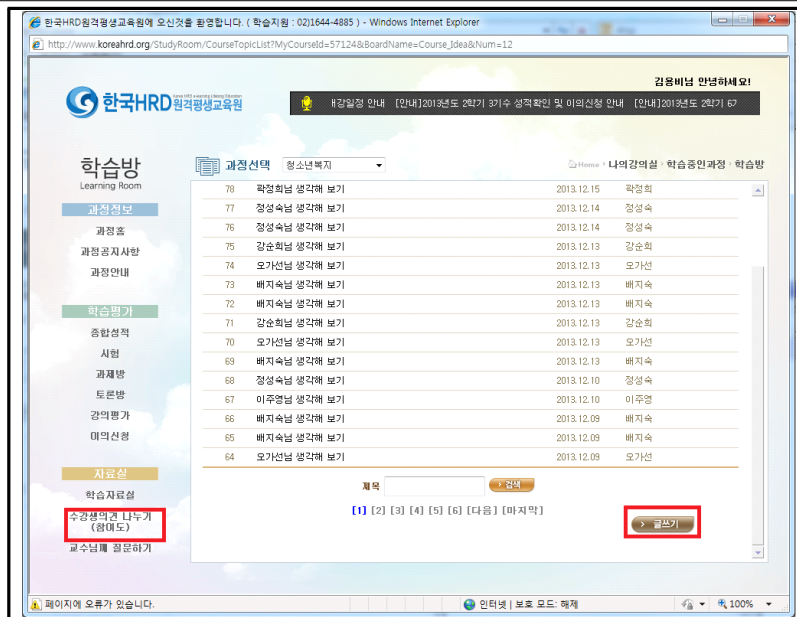 한국HRD원격평생교육원에 오신것을 환영합니다. ( 학습지원 : 02)1644-4885 ) - Windows Internet Explorer
http://www.koreahrd.org/StudyRoom/CourseTopicList?MyCourseId=57124&BoardName=Course_Idea&Num=12
김용비님 안녕하세요!
한국HRD원격평생교육원
개강일정 안내 [안내]2013년도 2학기 3기수 성적확인 및 이의신청 안내 [안내]2013년도 2학기 6기
학습방
Learning Room
과정선택 청소년복지
Home 나의강의실 학습중인과정 학습방
과정정보
과정홈
과정공지사항
과정안내
학습평가
종합성적
시험
과제방
토론방
강의평가
이의신청
자료실
학습자료실
수강생의견 나누기
(참여도)
교수님께 질문하기
78 곽정희님 생각해 보기 2013.12.15 곽정희
77 정성숙님 생각해 보기 2013.12.14 정성숙
76 정성숙님 생각해 보기 2013.12.14 정성숙
75 강순희님 생각해 보기 2013.12.13 강순희
74 오가선님 생각해 보기 2013.12.13 오가선
73 배지숙님 생각해 보기 2013.12.13 배지숙
72 배지숙님 생각해 보기 2013.12.13 배지숙
71 강순희님 생각해 보기 2013.12.13 강순희
70 오가선님 생각해 보기 2013.12.13 오가선
69 배지숙님 생각해 보기 2013.12.13 배지숙
68 정성숙님 생각해 보기 2013.12.10 정성숙
67 이주영님 생각해 보기 2013.12.10 이주영
66 배지숙님 생각해 보기 2013.12.09 배지숙
65 배지숙님 생각해 보기 2013.12.09 배지숙
64 오가선님 생각해 보기 2013.12.09 오가선
제목 검색
[1] [2] [3] [4] [5] [6] [다음] [마지막]
글쓰기
페이지에 오류가 있습니다.
인터넷 | 보호 모드: 해제
100%